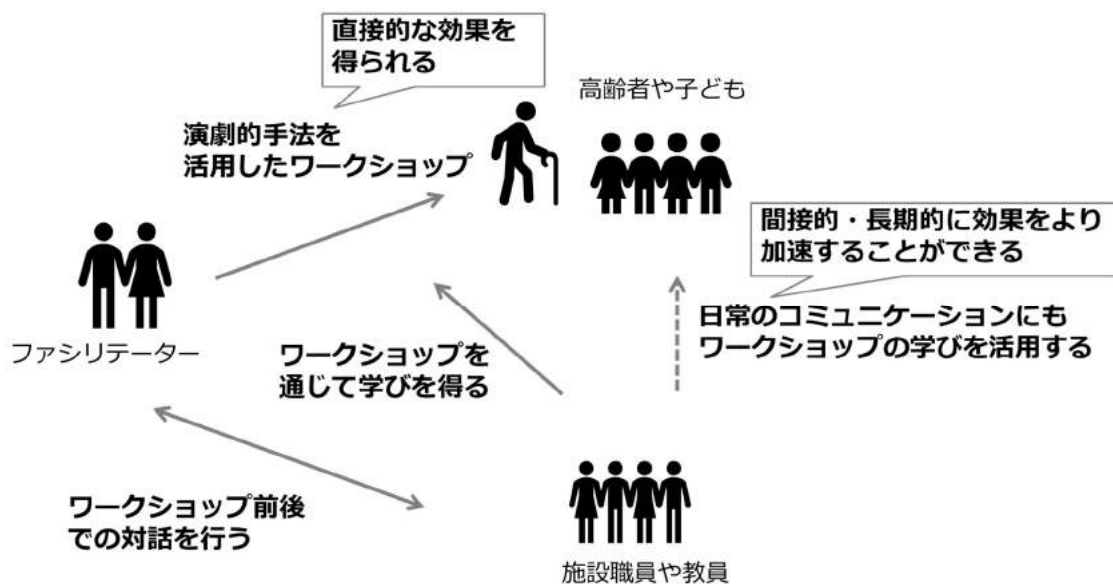 直接的な効果を
得られる
高齢者や子ども
演劇的手法を
活用したワークショップ
間接的・長期的に効果をより
加速することができる
日常のコミュニケーションにも
ワークショップの学びを活用する
ファシリテーター
ワークショップを
通じて学びを得る
ワークショップ前後
での対話を行う
施設職員や教員